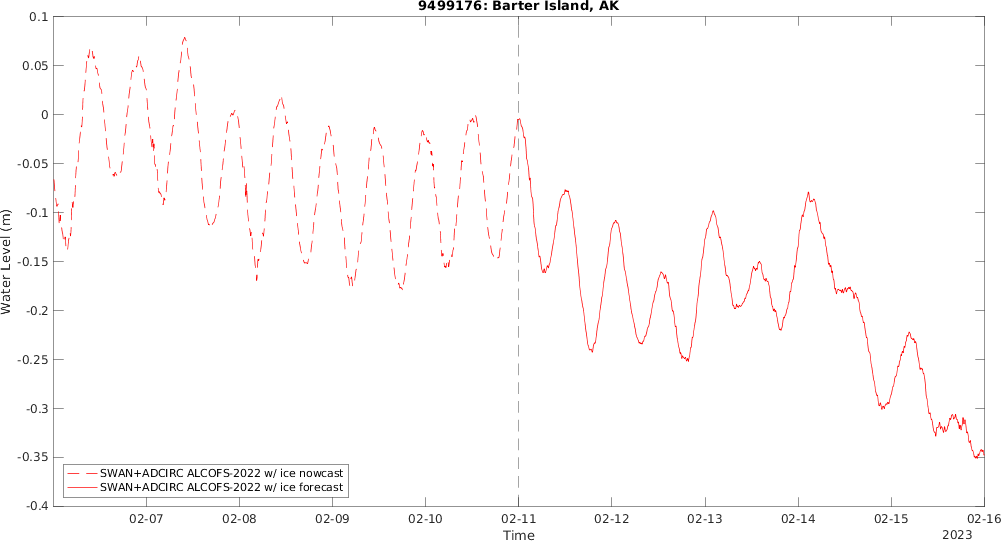 9499176: Barter Island, AK
0.1
0.05
0
-0.05
-0.1
-0.15
-0.2
-0.25
-0.3
-0.35
-0.4
Water Level (m)
SWAN+ADCIRC ALCOFS-2022 w/ ice nowcast
SWAN+ADCIRC ALCOFS-2022 w/ ice forecast
02-07 02-08 02-09 02-10 02-11 02-12 02-13 02-14 02-15 02-16
Time
2023